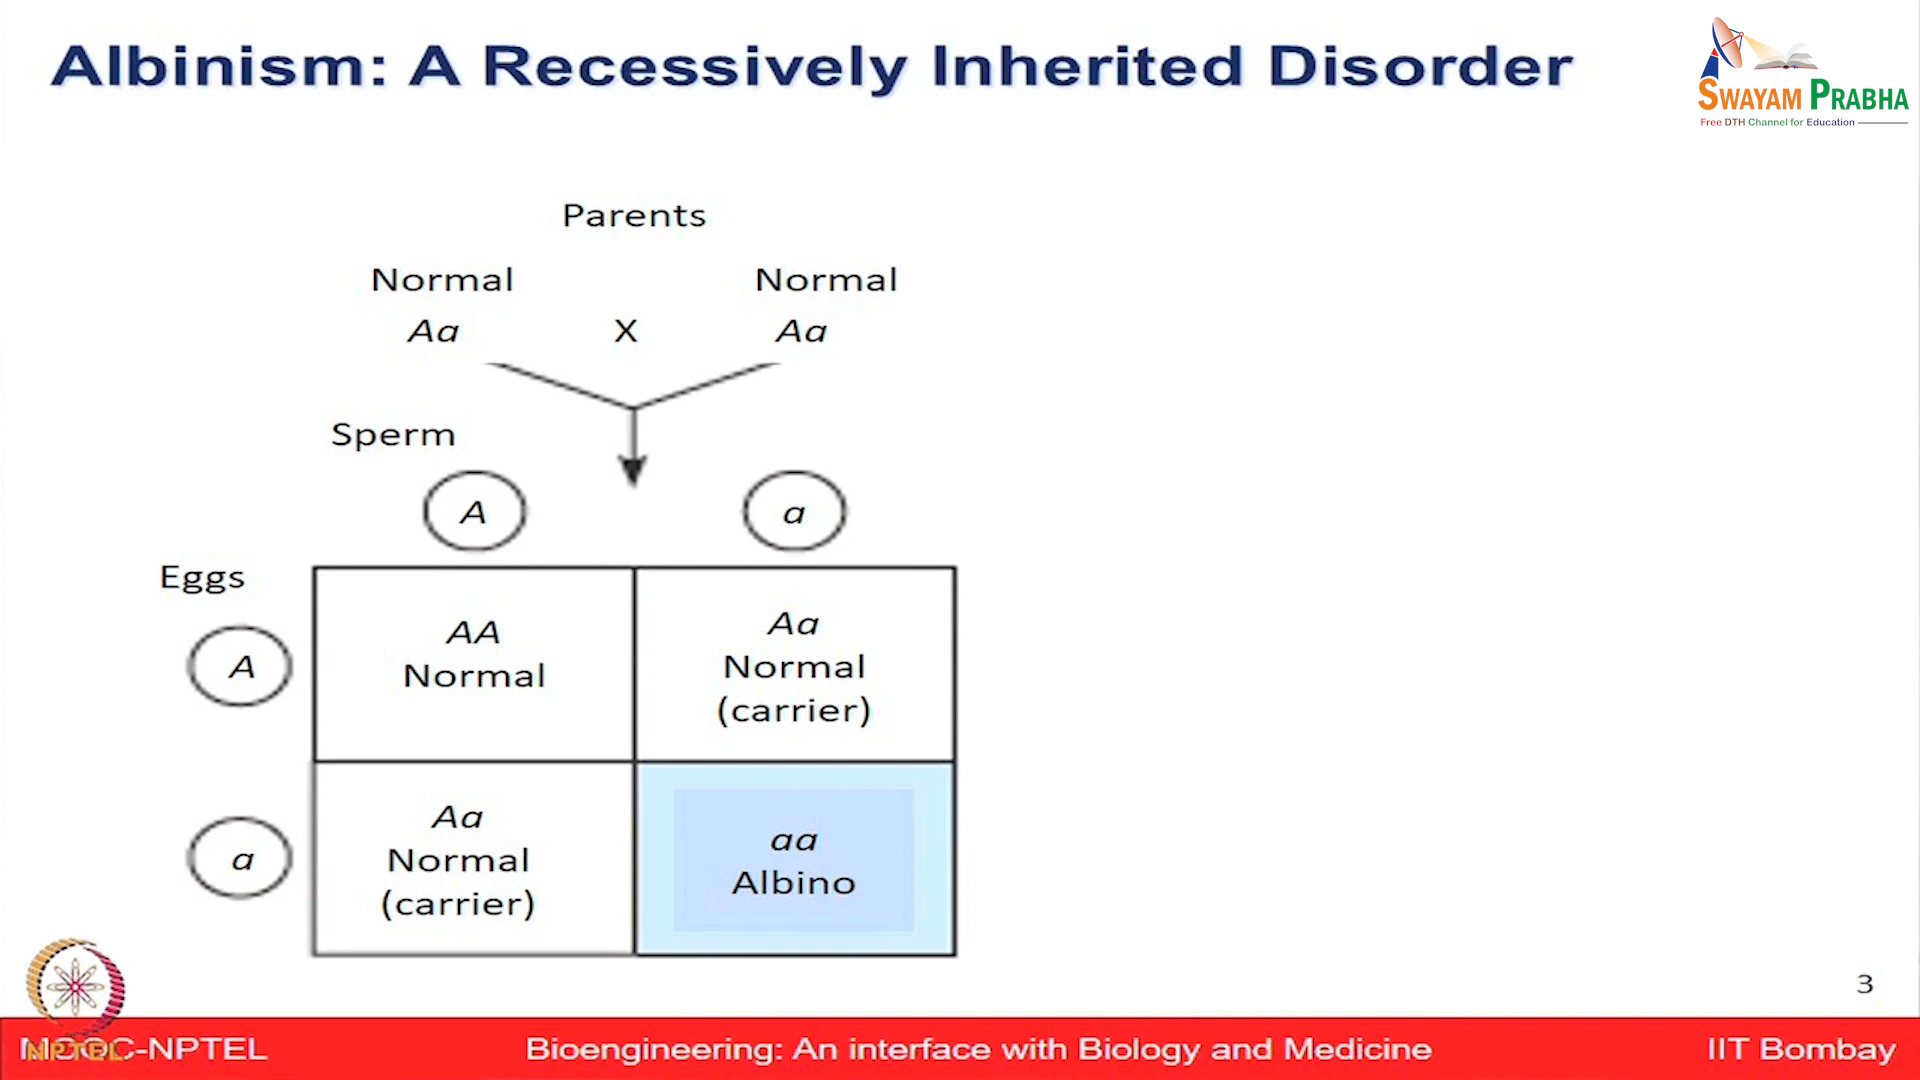 Albinism: A Recessively Inherited Disorder
SWAYAM PRABHA
Free DTH Channel for Education
Parents
Normal Normal
Aa X Aa
Sperm
A a
Eggs
A
AA
Normal
Aa
Normal
(carrier)
a
Aa
Normal
(carrier)
aa
Albino
3
NPTEL
MOOC-NPTEL Bioengineering: An interface with Biology and Medicine IIT Bombay